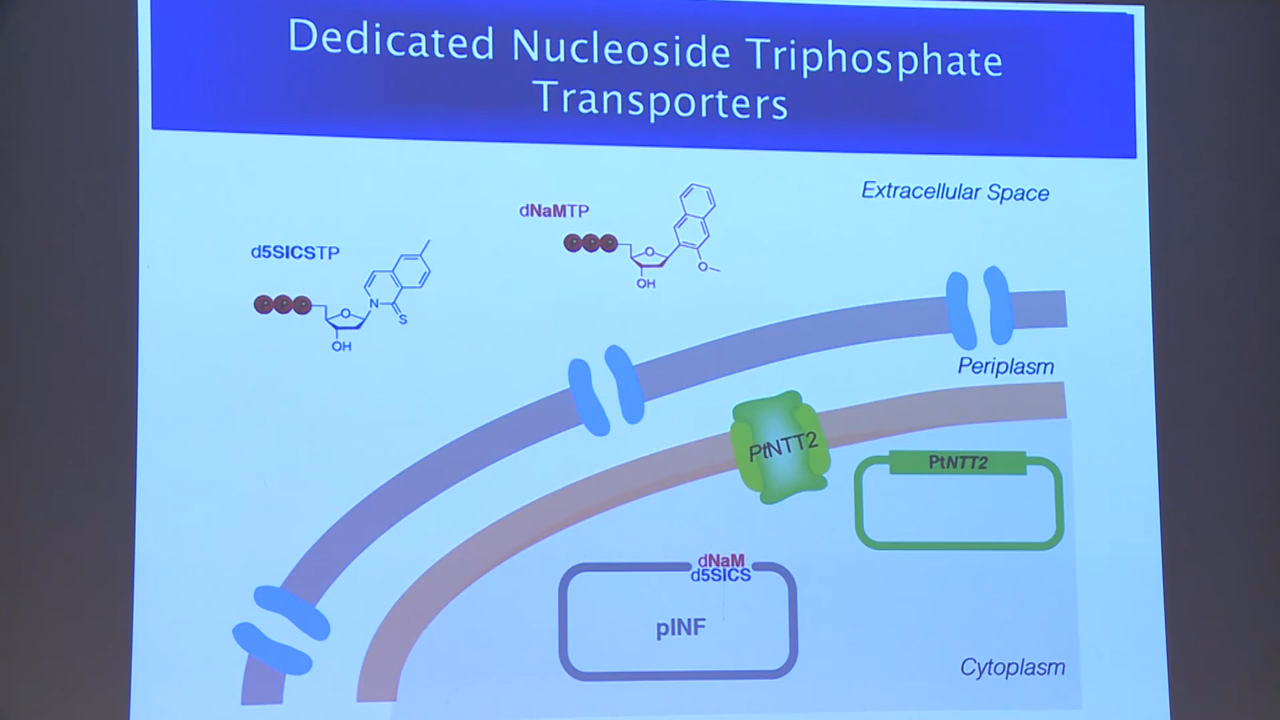 Dedicated Nucleoside Triphosphate
Transporters
Extracellular Space
dNaMTP
OH
O
O
d5SICSTP
N
O
S
OH
Periplasm
PtNTT2
PtNTT2
dNaM
d5SICS
pINF
Cytoplasm